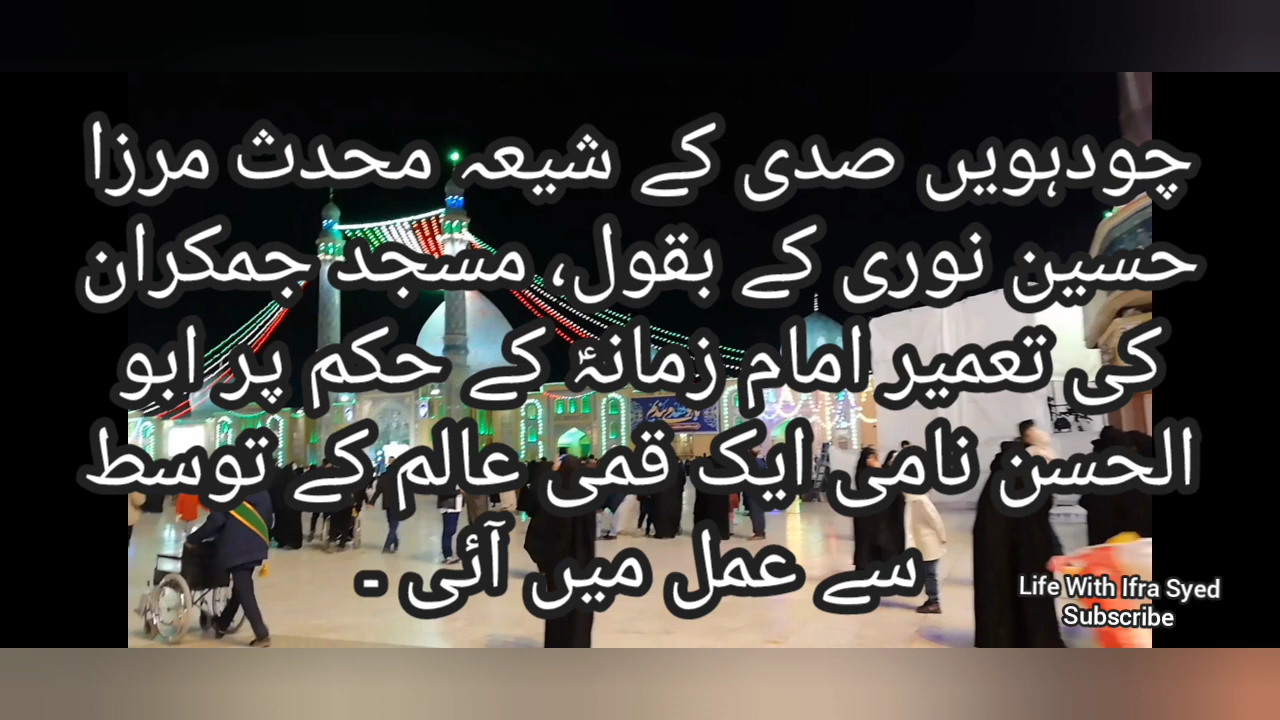 چودہویں صدی کے شیعہ محدث مرزا
حسین نوری کے بقول، مسجد جمکران
کی تعمیر امام زمانہؑ کے حکم پر ابو
الحسن نامی ایک قمی عالم کے توسط
سے عمل میں آئی ۔
Life With Ifra Syed
Subscribe